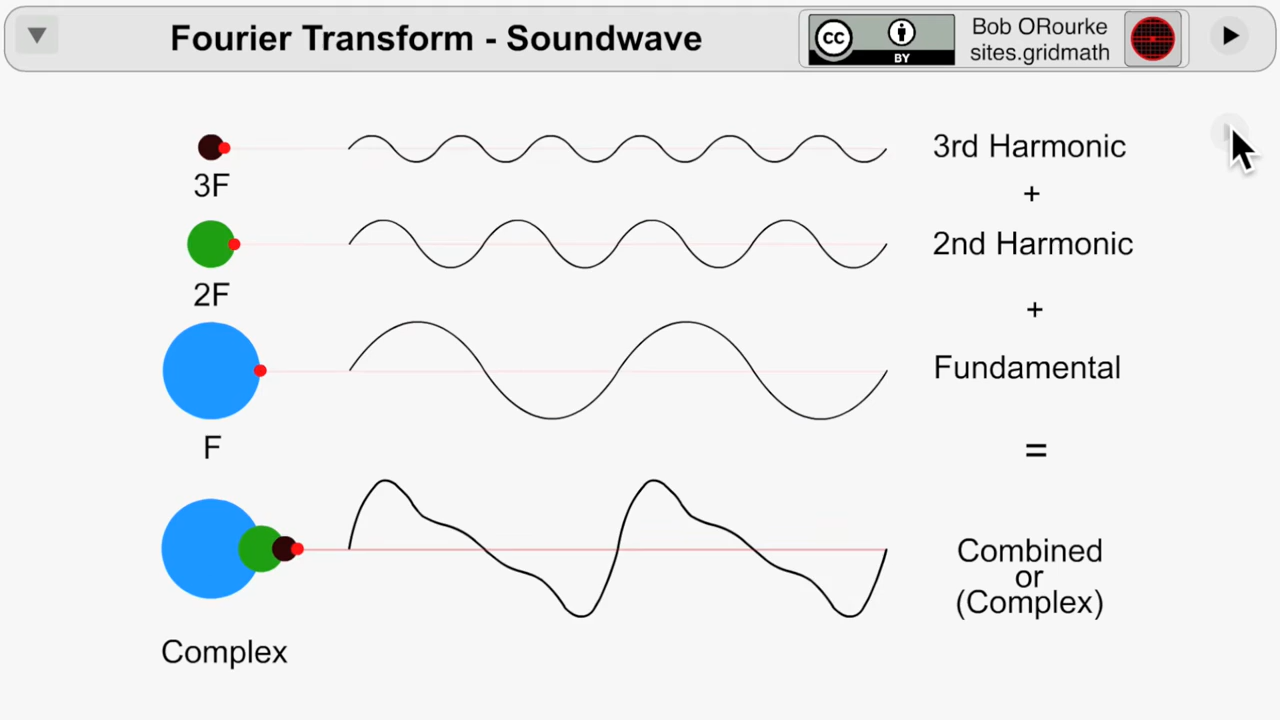 Fourier Transform - Soundwave
cc
BY
Bob ORourke
sites.gridmath
3F
3rd Harmonic
+
2F
2nd Harmonic
+
F
Fundamental
=
Complex
Combined
or
(Complex)